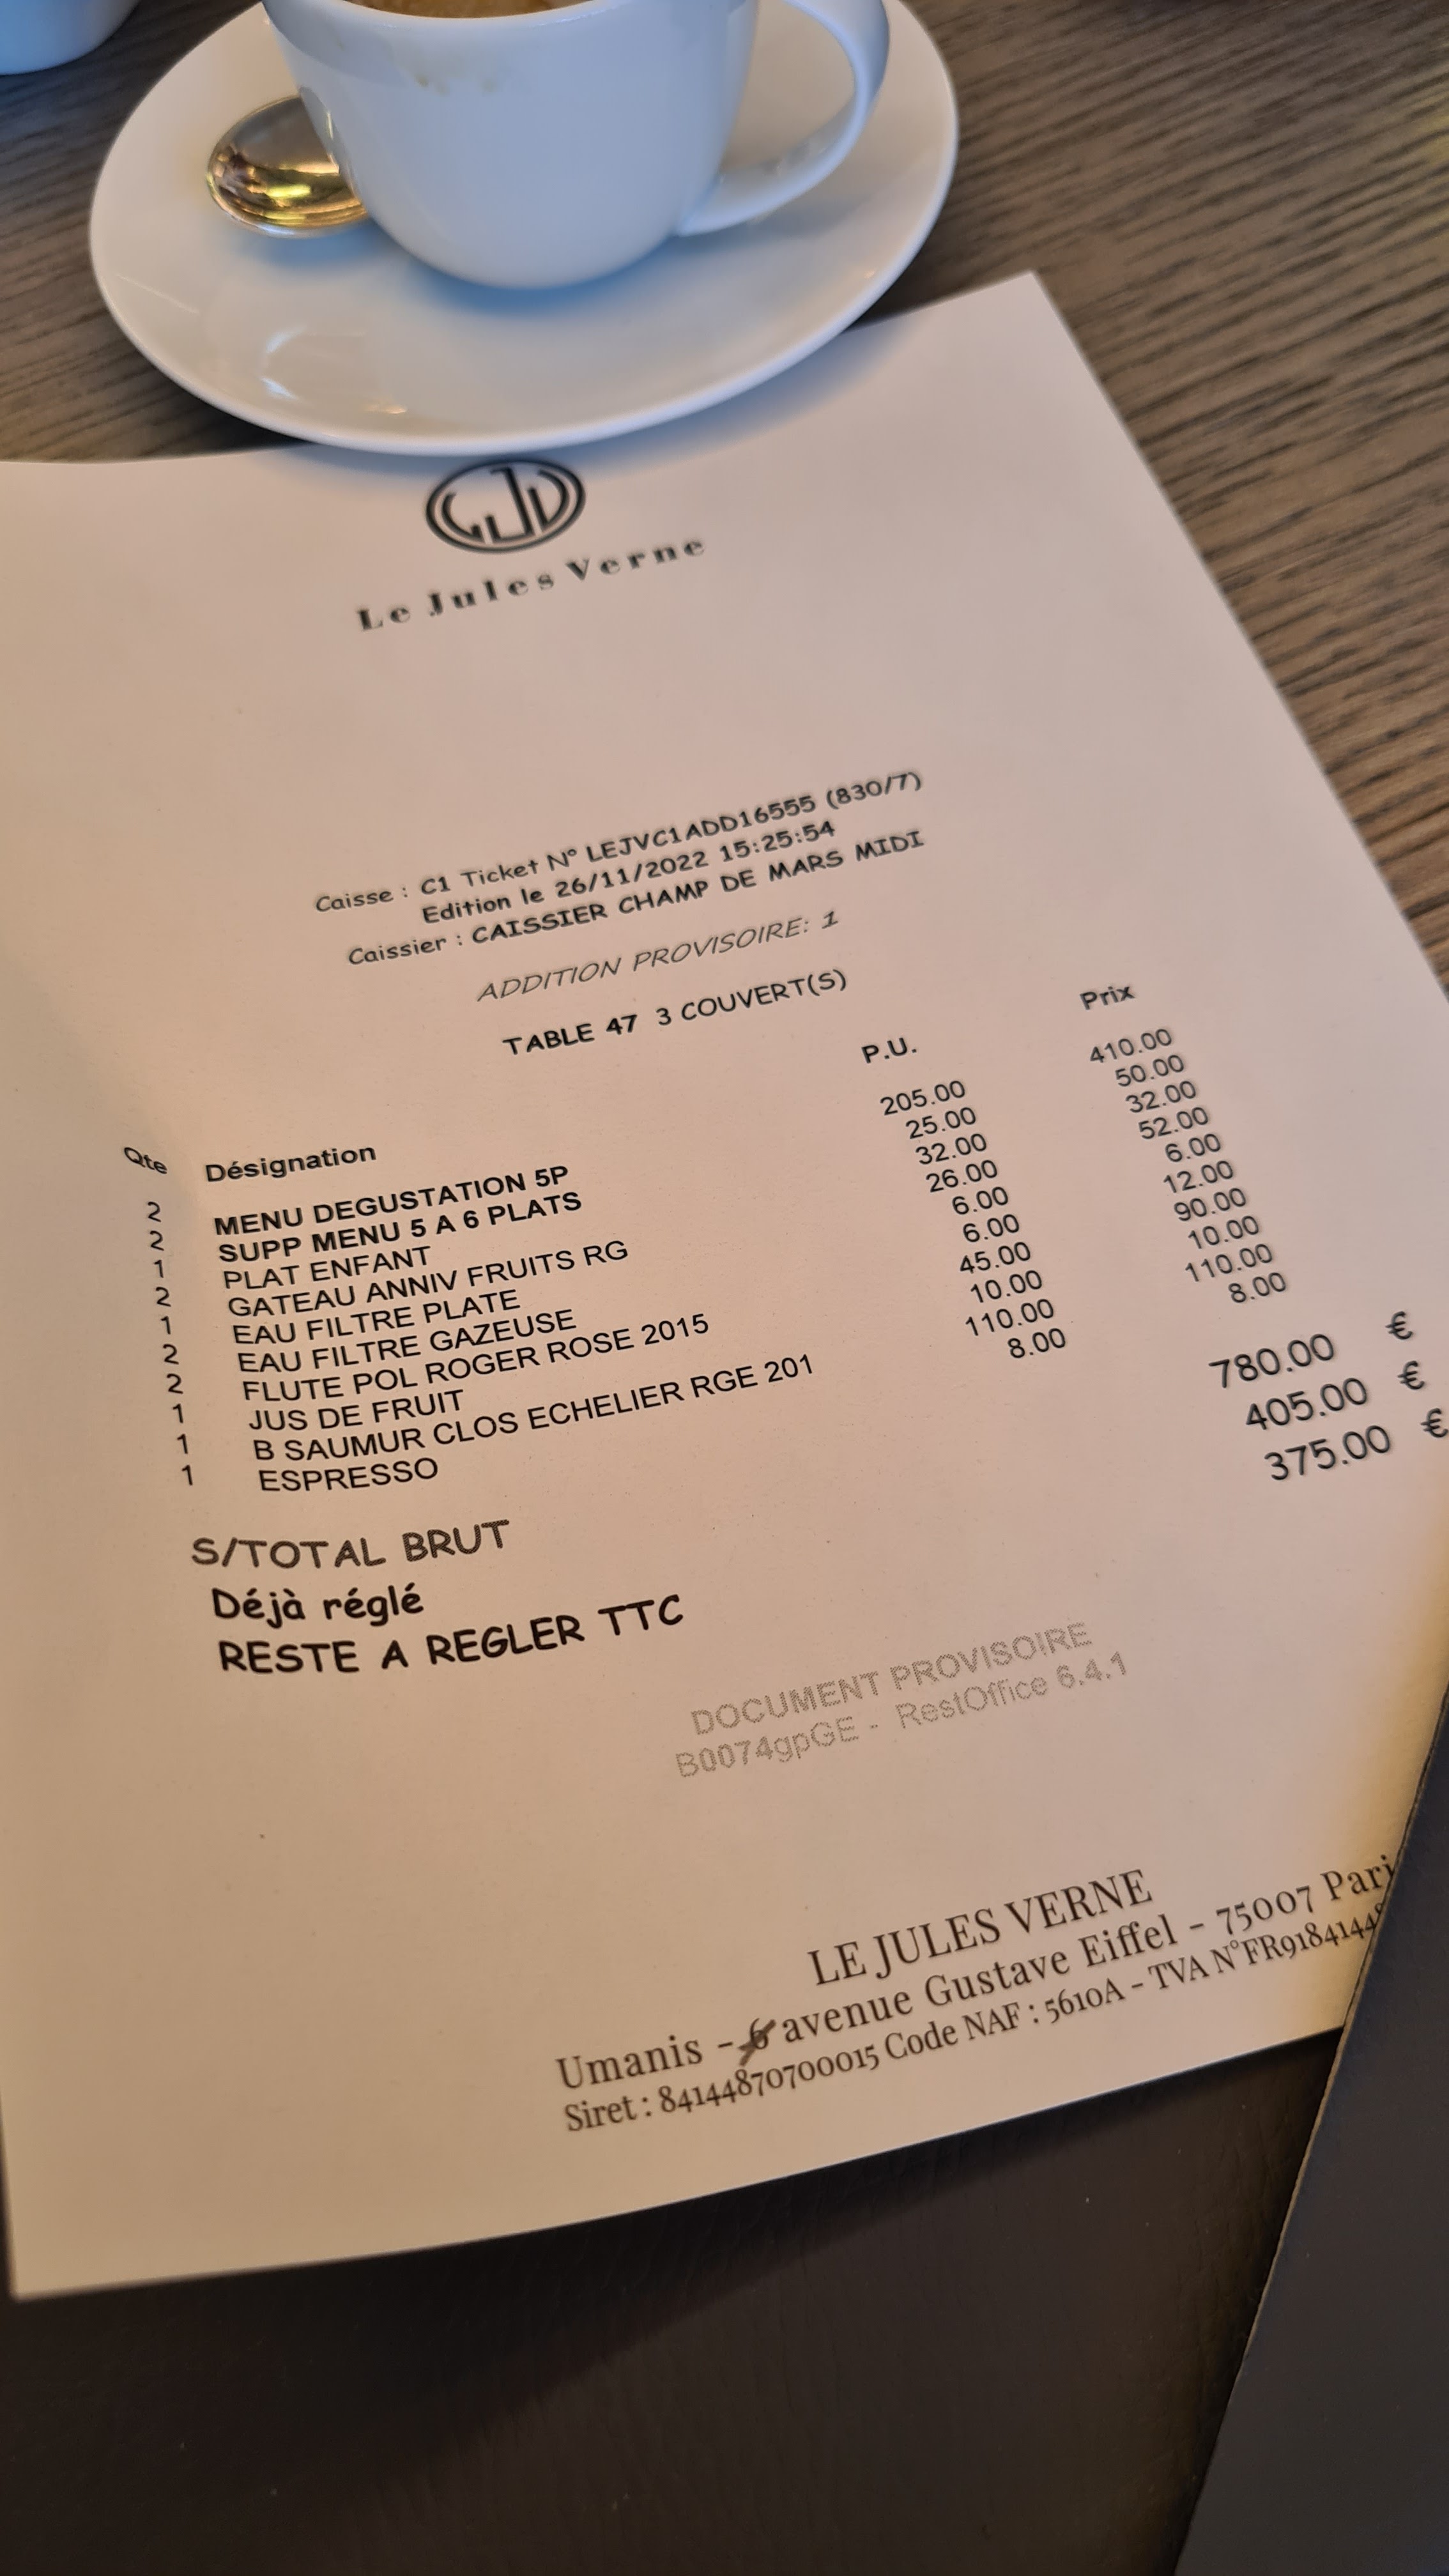 Le Jules Verne
Caisse : C1 Ticket N° LEJVC1ADD16555 (830/7)
Edition le 26/11/2022 15:25:54
Caissier : CAISSIER CHAMP DE MARS MIDI
ADDITION PROVISOIRE: 1
TABLE 47 3 COUVERT(S)
Qte Désignation P.U. Prix
2 MENU DEGUSTATION 5P 205.00 410.00
2 SUPP MENU 5 A 6 PLATS 25.00 50.00
1 PLAT ENFANT 32.00 32.00
2 GATEAU ANNIV FRUITS RG 26.00 52.00
1 EAU FILTRE PLATE 6.00 6.00
2 EAU FILTRE GAZEUSE 6.00 12.00
2 FLUTE POL ROGER ROSE 2015 45.00 90.00
1 JUS DE FRUIT 10.00 10.00
1 B SAUMUR CLOS ECHELIER RGE 201 110.00 110.00
1 ESPRESSO 8.00 8.00
S/TOTAL BRUT 780.00 €
Déjà réglé 405.00 €
RESTE A REGLER TTC 375.00 €
DOCUMENT PROVISOIRE
B0074gpGE - RestOffice 6.4.1
LE JULES VERNE
Umanis - 6 avenue Gustave Eiffel - 75007 Pari
Siret : 84144870700015 Code NAF : 5610A - TVA N°FR9184144